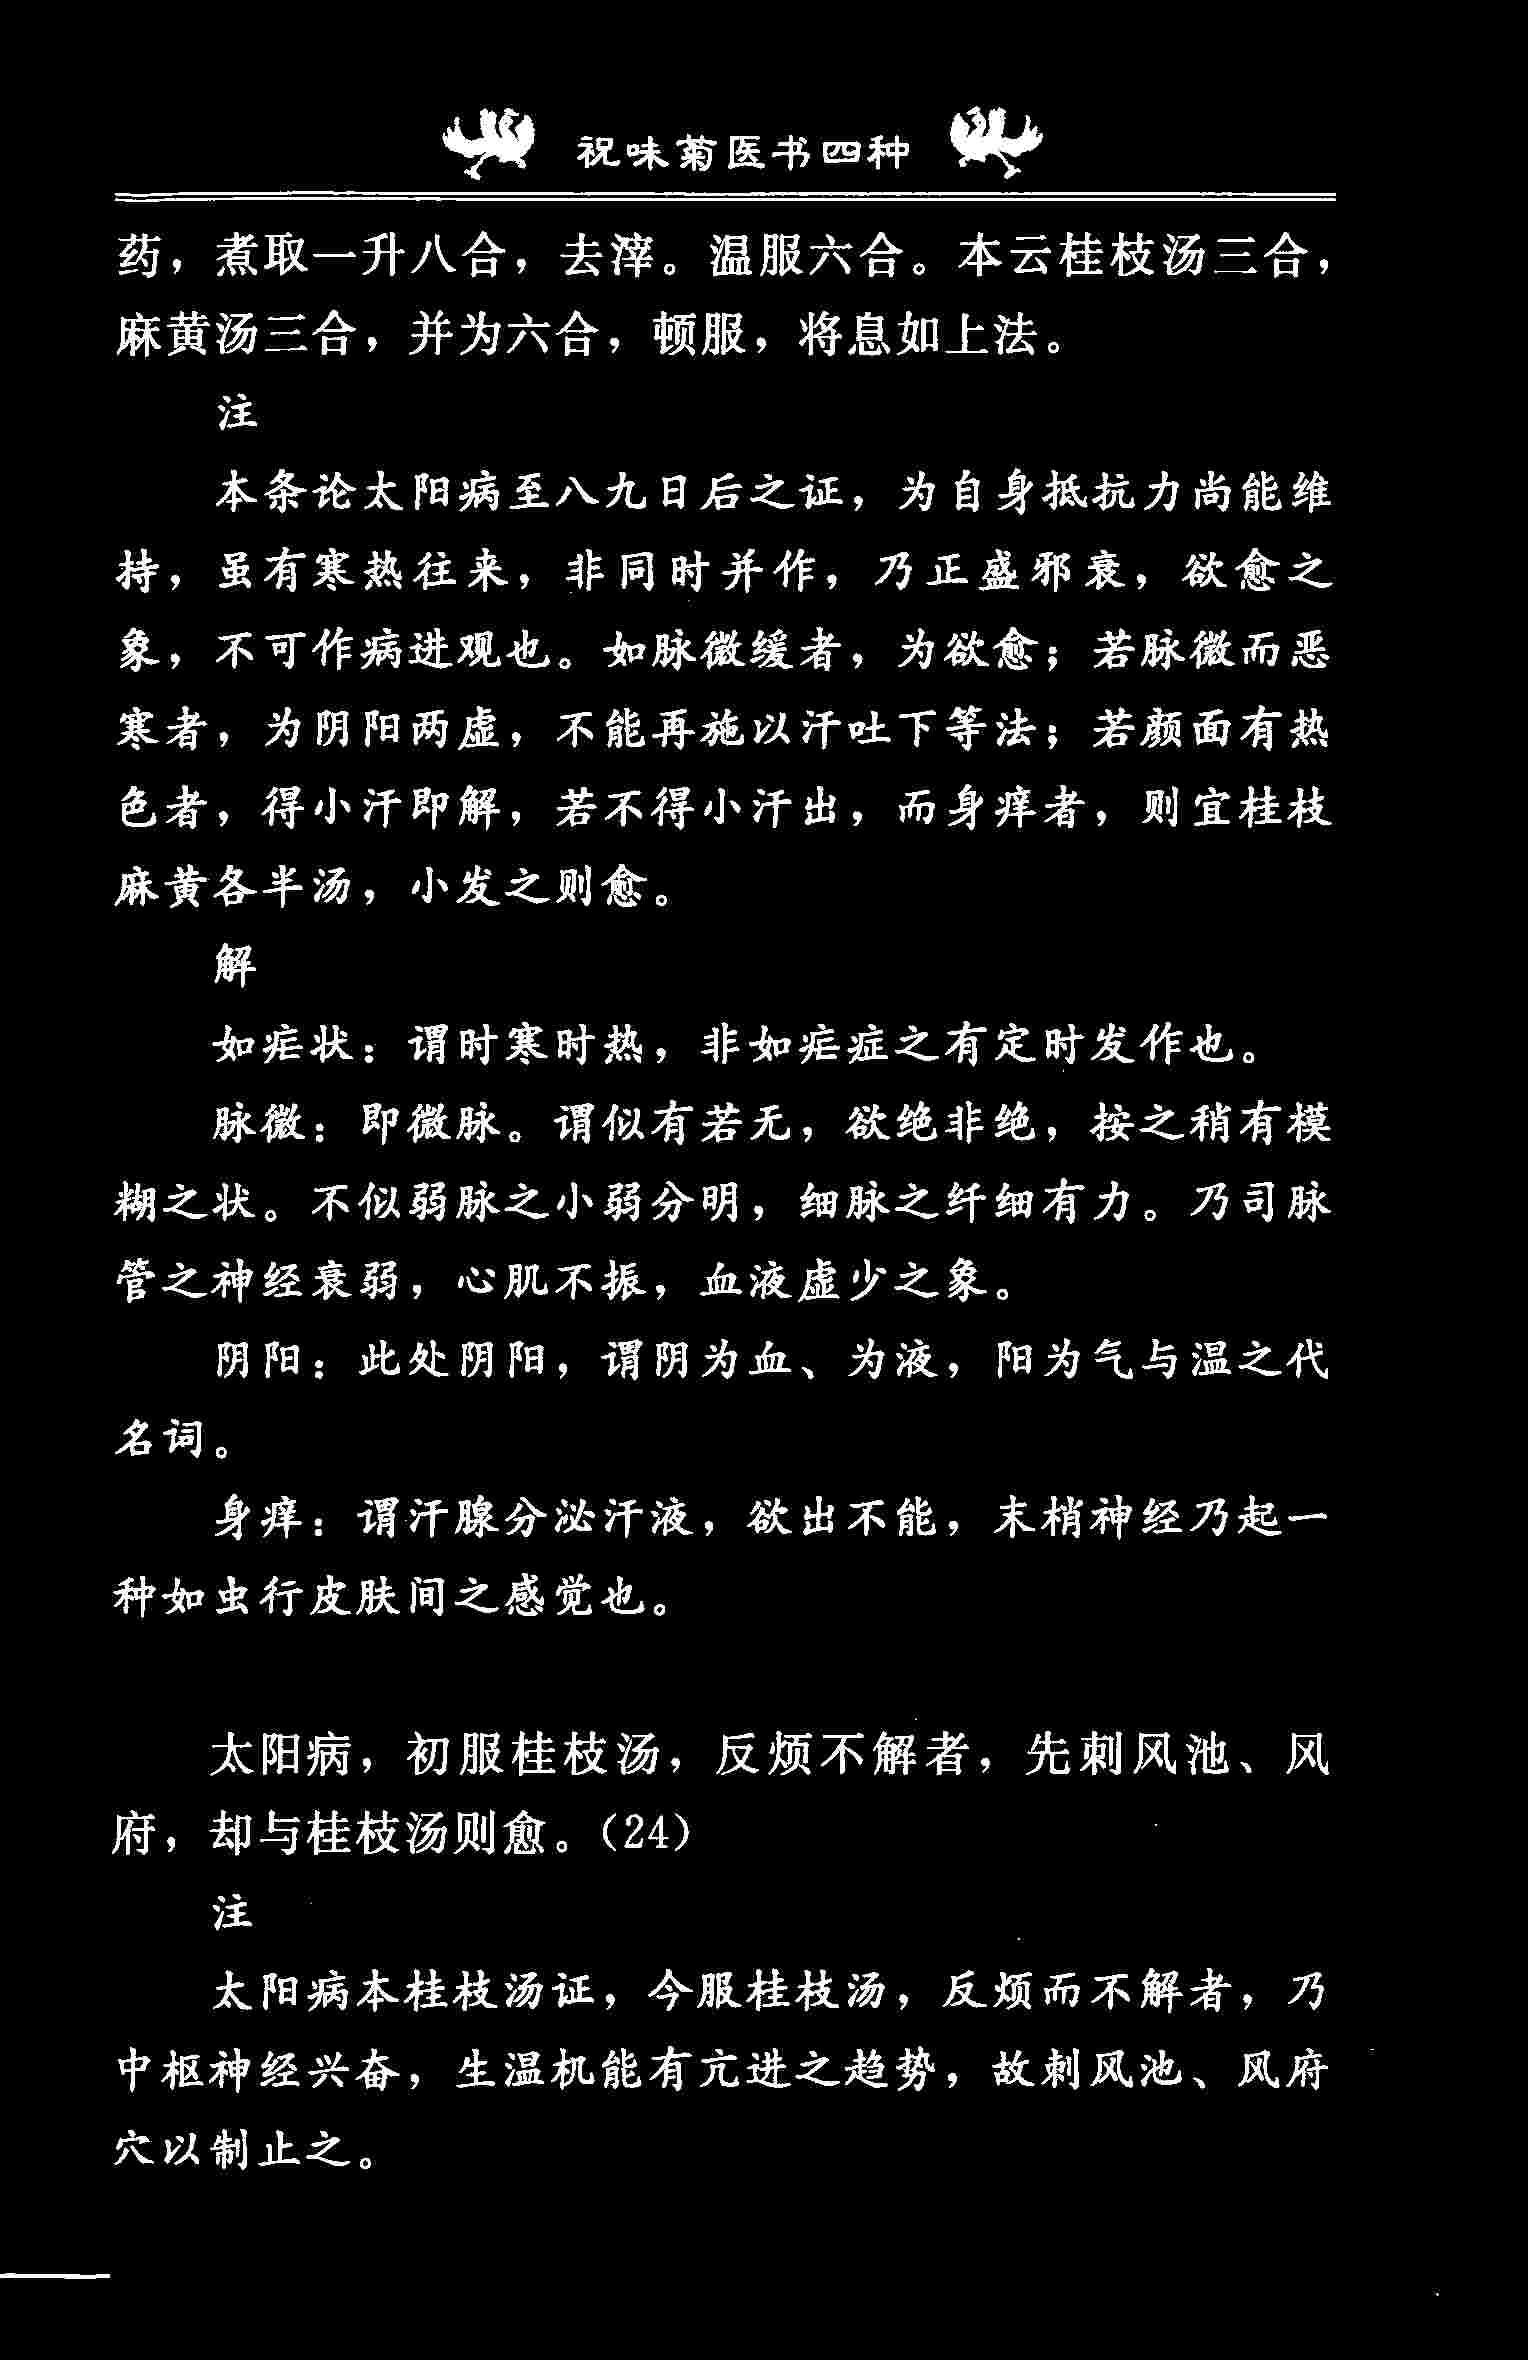 祝味菊医书四种
药，煮取一升八合，去滓。温服六合。本云桂枝汤三合，
麻黄汤三合，并为六合，顿服，将息如上法。
注
本条论太阳病至八九日后之证，为自身抵抗力尚能维
持，虽有寒热往来，非同时并作，乃正盛邪衰，欲愈之
象，不可作病进观也。如脉微缓者，为欲愈；若脉微而恶
寒者，为阴阳两虚，不能再施以汗吐下等法；若颜面有热
色者，得小汗即解，若不得小汗出，而身痒者，则宜桂枝
麻黄各半汤，小发之则愈。
解
如疟状：谓时寒时热，非如疟症之有定时发作也。
脉微：即微脉。谓似有若无，欲绝非绝，按之稍有模
糊之状。不似弱脉之小弱分明，细脉之纤细有力。乃司脉
管之神经衰弱，心肌不振，血液虚少之象。
阴阳：此处阴阳，谓阴为血、为液，阳为气与温之代
名词。
身痒：谓汗腺分泌汗液，欲出不能，末梢神经乃起一
种如虫行皮肤间之感觉也。
太阳病，初服桂枝汤，反烦不解者，先刺风池、风
府，却与桂枝汤则愈。（24）
注
太阳病本桂枝汤证，今服桂枝汤，反烦而不解者，乃
中枢神经兴奋，生温机能有亢进之趋势，故刺风池、风府
穴以制止之。